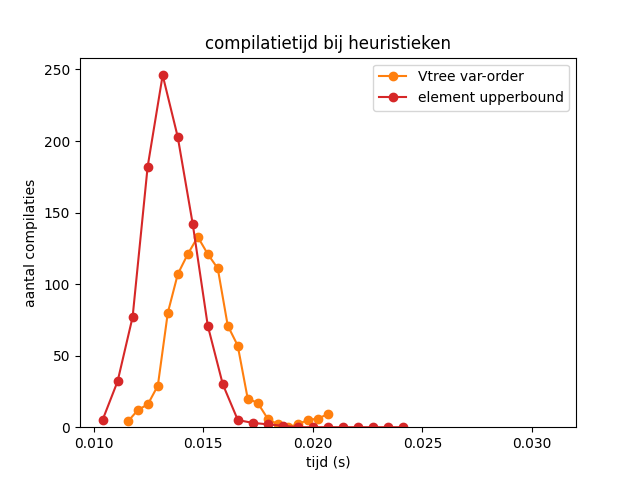 compilatietijd bij heuristieken
Vtree var-order
element upperbound
aantal compilaties
250
200
150
100
50
0
0.010 0.015 0.020 0.025 0.030
tijd (s)